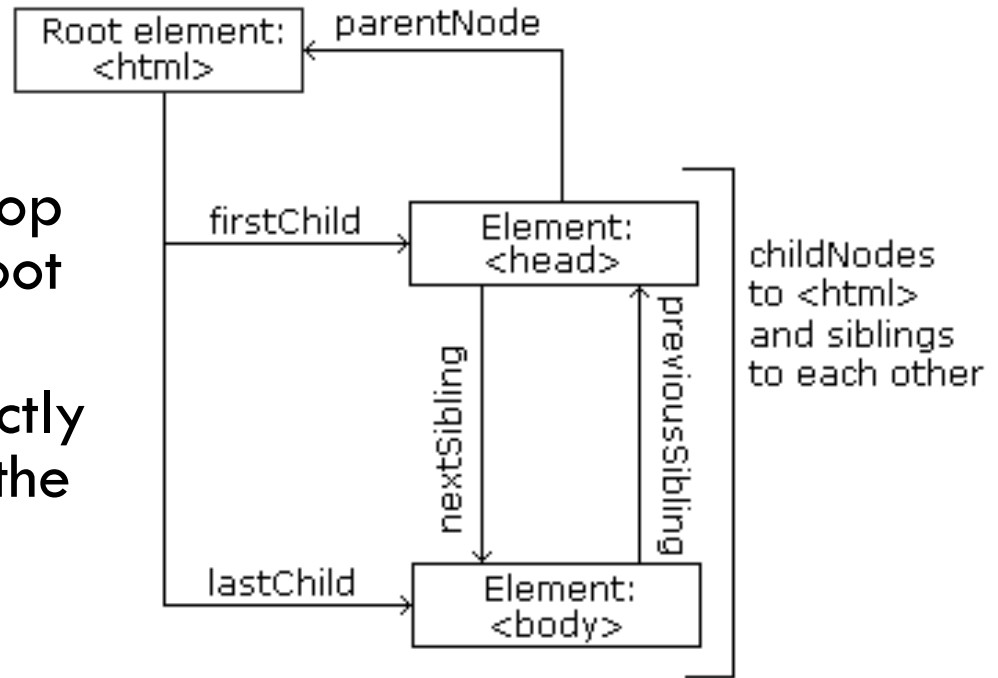 Root element:
<html>
parentNode
op
oot
firstChild
Element:
<head>
childNodes
to <html>
and siblings
to each other
nextSibling
previousSibling
ctly
the
lastChild
Element:
<body>